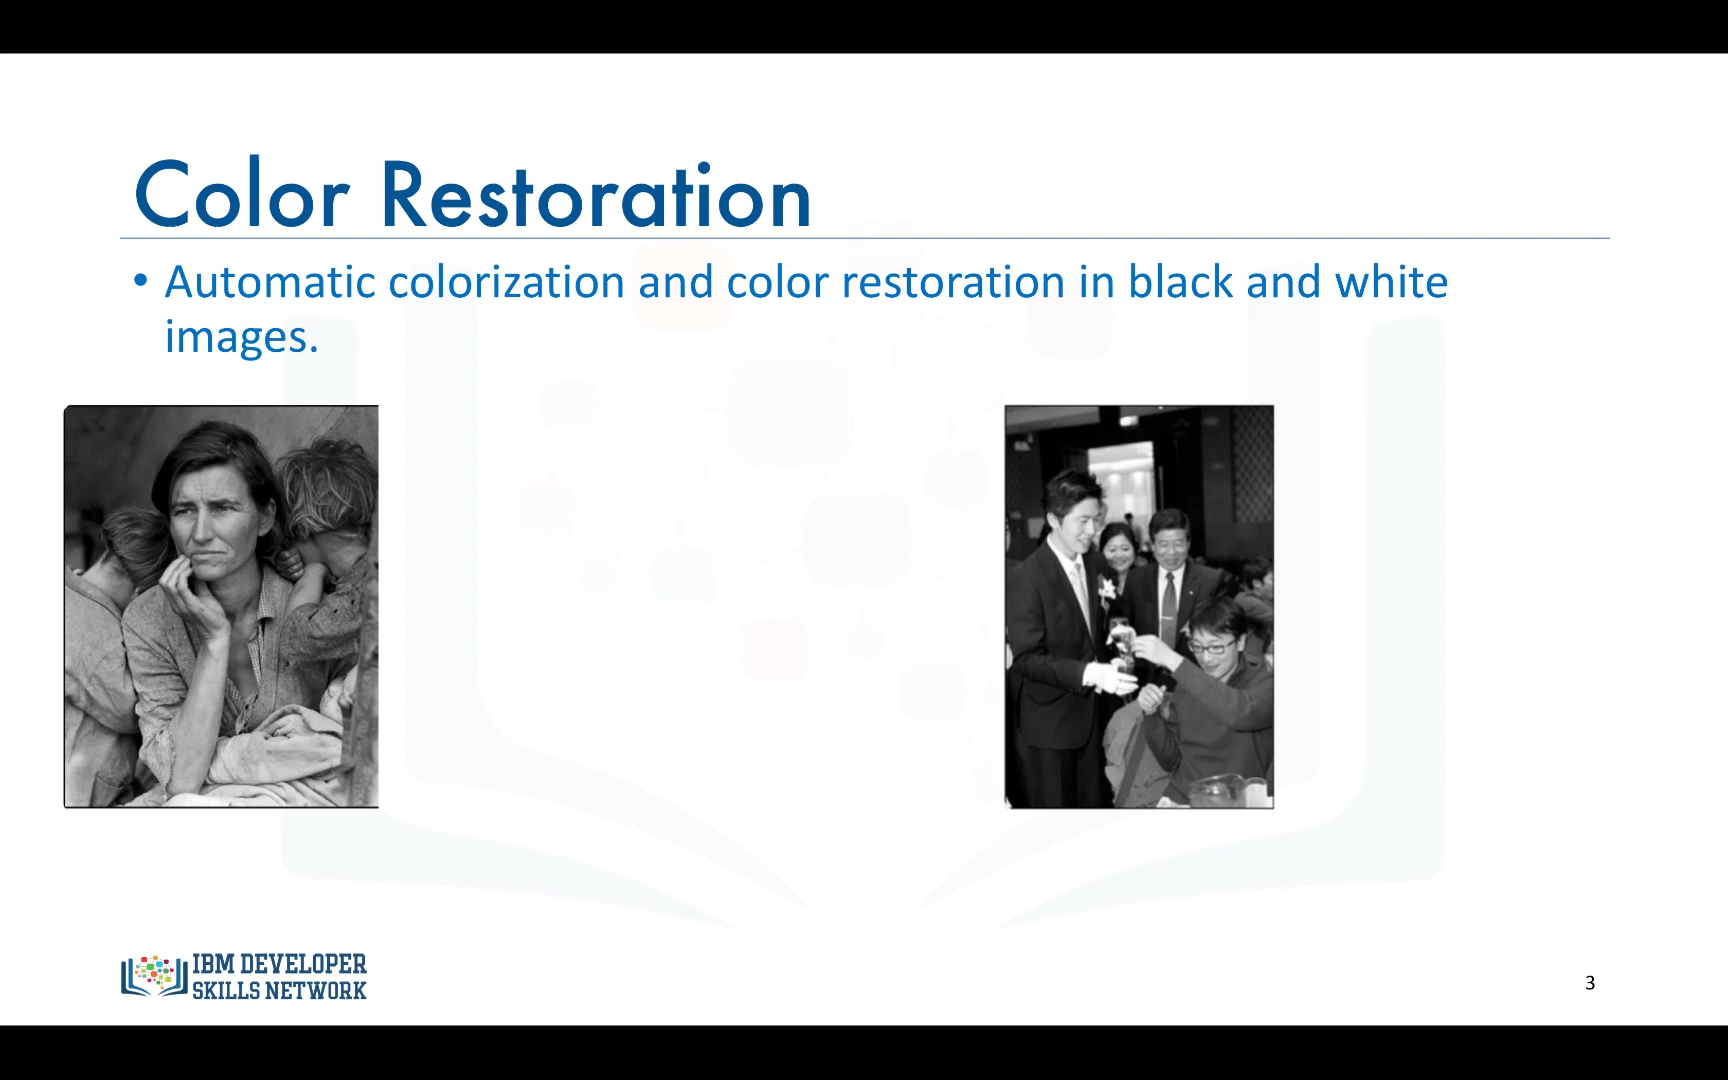 Color Restoration
• Automatic colorization and color restoration in black and white
images.
IBM DEVELOPER
SKILLS NETWORK
3